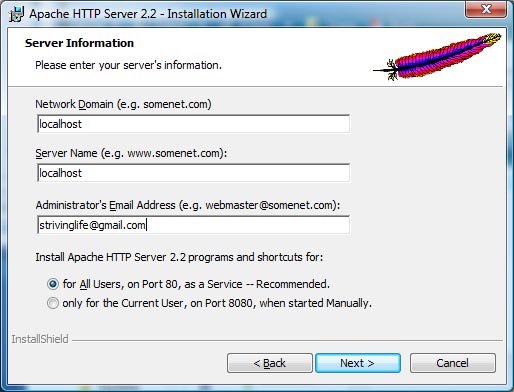 Apache HTTP Server 2.2 - Installation Wizard
Server Information
Please enter your server's information.
Network Domain (e.g. somenet.com)
localhost
Server Name (e.g. www.somenet.com):
localhost
Administrator's Email Address (e.g. webmaster@somenet.com):
strivinglife@gmail.com
Install Apache HTTP Server 2.2 programs and shortcuts for:
for All Users, on Port 80, as a Service -- Recommended.
only for the Current User, on Port 8080, when started Manually.
InstallShield
< Back
Next >
Cancel